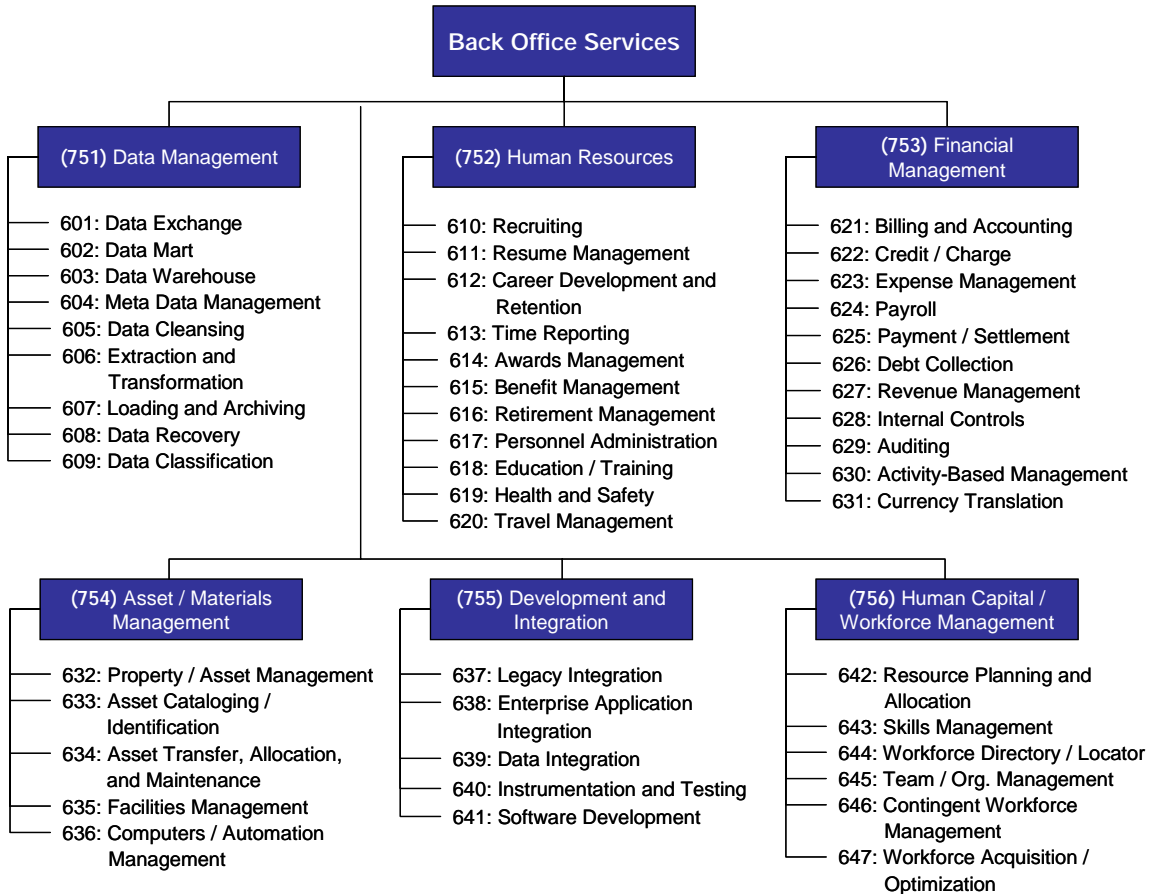 Back Office Services
(751) Data Management
601: Data Exchange
602: Data Mart
603: Data Warehouse
604: Meta Data Management
605: Data Cleansing
606: Extraction and
Transformation
607: Loading and Archiving
608: Data Recovery
609: Data Classification
(752) Human Resources
610: Recruiting
611: Resume Management
612: Career Development and
Retention
613: Time Reporting
614: Awards Management
615: Benefit Management
616: Retirement Management
617: Personnel Administration
618: Education / Training
619: Health and Safety
620: Travel Management
(753) Financial
Management
621: Billing and Accounting
622: Credit / Charge
623: Expense Management
624: Payroll
625: Payment / Settlement
626: Debt Collection
627: Revenue Management
628: Internal Controls
629: Auditing
630: Activity-Based Management
631: Currency Translation
(754) Asset / Materials
Management
632: Property / Asset Management
633: Asset Cataloging /
Identification
634: Asset Transfer, Allocation,
and Maintenance
635: Facilities Management
636: Computers / Automation
Management
(755) Development and
Integration
637: Legacy Integration
638: Enterprise Application
Integration
639: Data Integration
640: Instrumentation and Testing
641: Software Development
(756) Human Capital /
Workforce Management
642: Resource Planning and
Allocation
643: Skills Management
644: Workforce Directory / Locator
645: Team / Org. Management
646: Contingent Workforce
Management
647: Workforce Acquisition /
Optimization